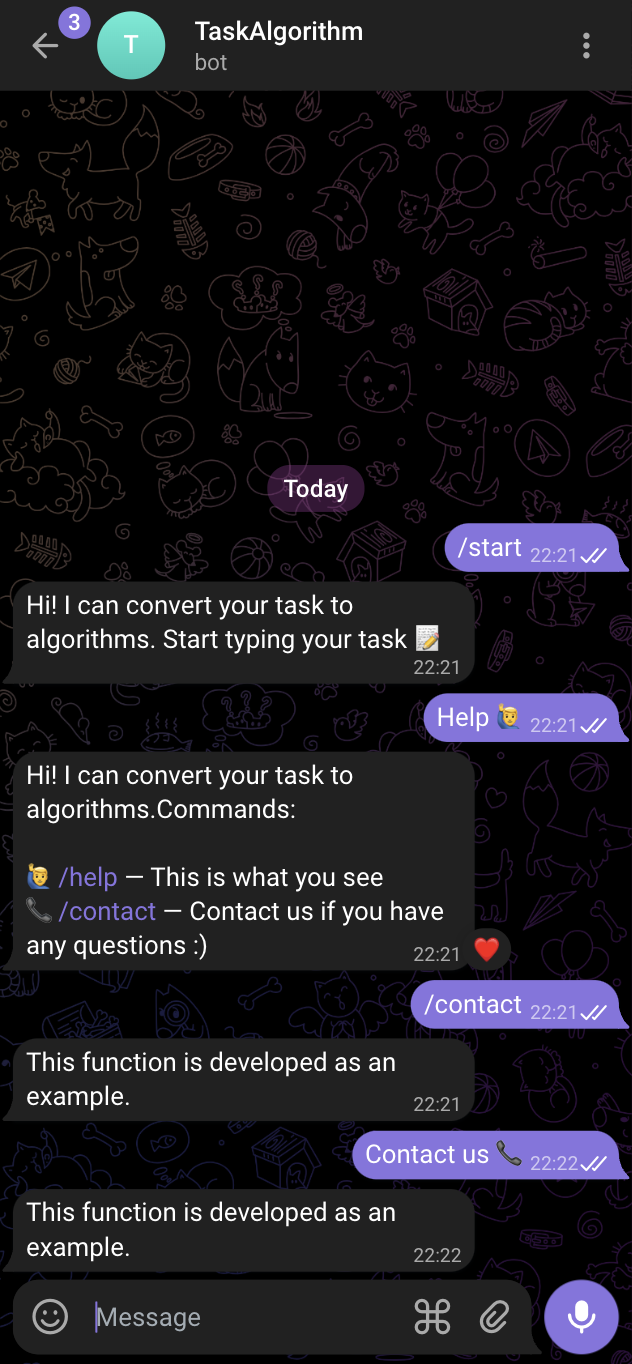 3
T
TaskAlgorithm
bot
Today
/start 22:21
Hi! I can convert your task to
algorithms. Start typing your task 📝
22:21
Help 🙋‍♂️ 22:21
Hi! I can convert your task to
algorithms.Commands:
🙋‍♂️ /help — This is what you see
📞 /contact — Contact us if you have
any questions :) 22:21 ❤️
/contact 22:21
This function is developed as an
example. 22:21
Contact us 📞 22:22
This function is developed as an
example. 22:22
Message